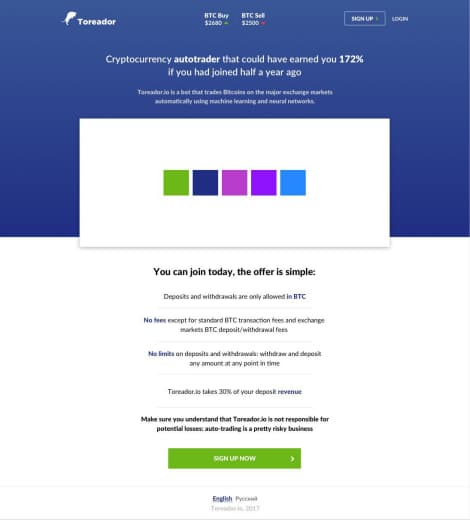 Toreador
BTC Buy
$2680
BTC Sell
$2500
SIGN UP
LOGIN
Cryptocurrency autotrader that could have earned you 172%
if you had joined half a year ago
Toreador.io is a bot that trades Bitcoins on the major exchange markets
automatically using machine learning and neural networks.
You can join today, the offer is simple:
Deposits and withdrawals are only allowed in BTC
No fees except for standard BTC transaction fees and exchange
markets BTC deposit/withdrawal fees
No limits on deposits and withdrawals: withdraw and deposit
any amount at any point in time
Toreador.io takes 30% of your deposit revenue
Make sure you understand that Toreador.io is not responsible for
potential losses: auto-trading is a pretty risky business
SIGN UP NOW
English Русский
Toreador.io, 2017